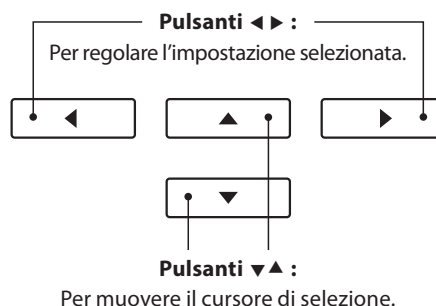 Pulsanti ◀ ▶ :
Per regolare l’impostazione selezionata.
◀ ▲ ▶
▼
Pulsanti ▼▲ :
Per muovere il cursore di selezione.